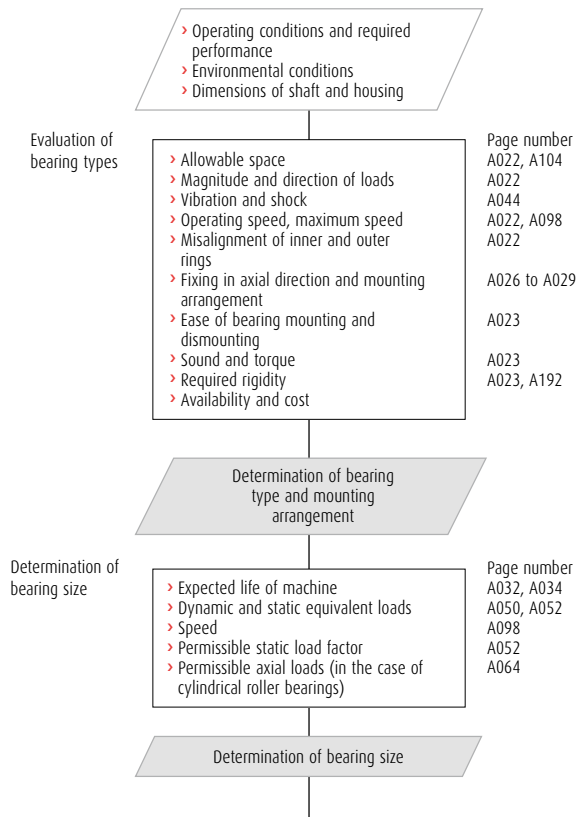 › Operating conditions and required
performance
› Environmental conditions
› Dimensions of shaft and housing
Evaluation of
bearing types
Page number
› Allowable space A022, A104
› Magnitude and direction of loads A022
› Vibration and shock A044
› Operating speed, maximum speed A022, A098
› Misalignment of inner and outer A022
rings
› Fixing in axial direction and mounting A026 to A029
arrangement
› Ease of bearing mounting and A023
dismounting
› Sound and torque A023
› Required rigidity A023, A192
› Availability and cost
Determination of bearing
type and mounting
arrangement
Determination of
bearing size
Page number
› Expected life of machine A032, A034
› Dynamic and static equivalent loads A050, A052
› Speed A098
› Permissible static load factor A052
› Permissible axial loads (in the case of A064
cylindrical roller bearings)
Determination of bearing size